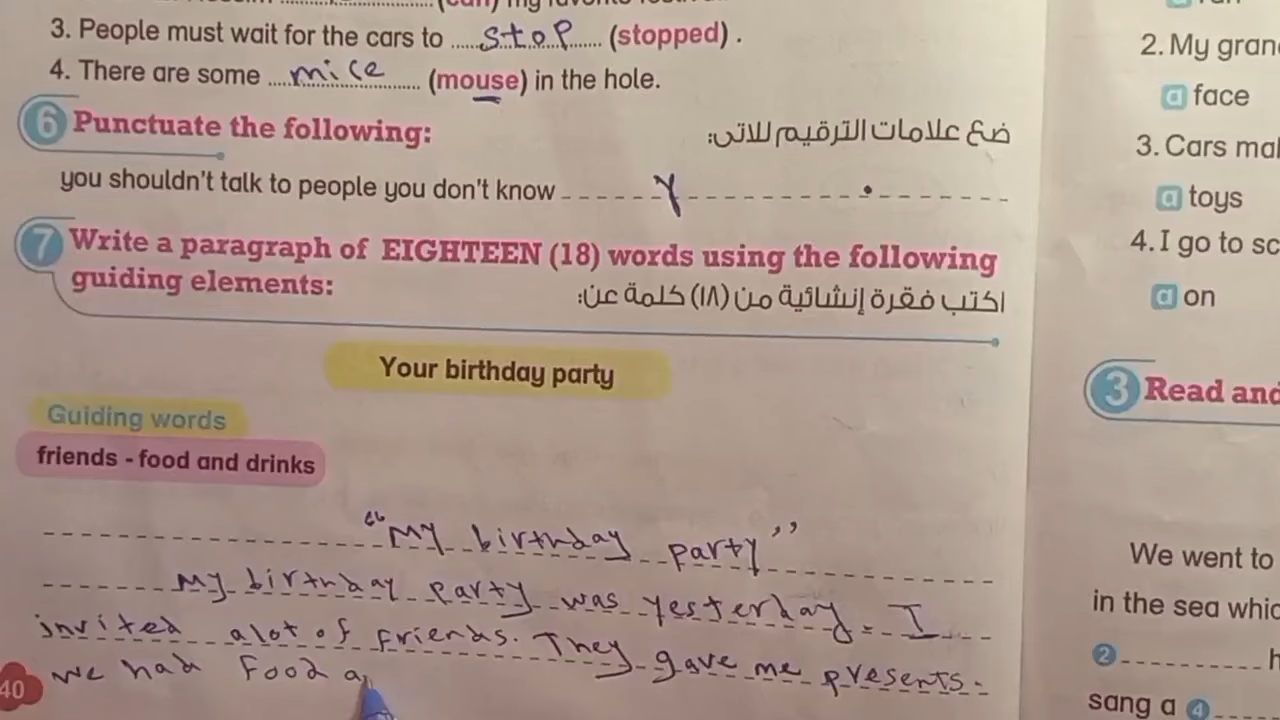 3. People must wait for the cars to stop (stopped).
4. There are some mice (mouse) in the hole.
6 Punctuate the following: ضع علامات الترقيم للاتى:
you shouldn't talk to people you don't know Y .
7 Write a paragraph of EIGHTEEN (18) words using the following
guiding elements: اكتب فقرة إنشائية من (١٨) كلمة عن:
Your birthday party
Guiding words
friends - food and drinks
"My birthday party"
My birthday party was yesterday. I
invited alot of friends. They gave me presents.
we had food a
40
2. My gran
a face
3. Cars ma
a toys
4. I go to sc
a on
3 Read and
We went to
in the sea whic
2 h
sang a 4